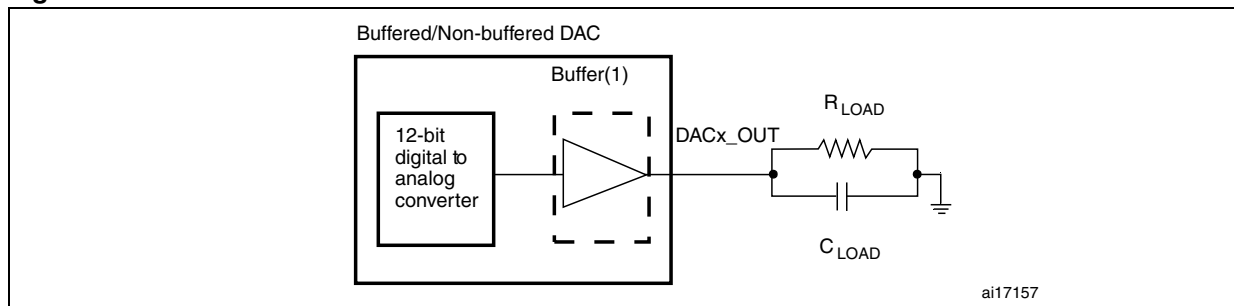 Buffered/Non-buffered DAC
Buffer(1)
12-bit
digital to
analog
converter
DACx_OUT
R LOAD
C LOAD
ai17157